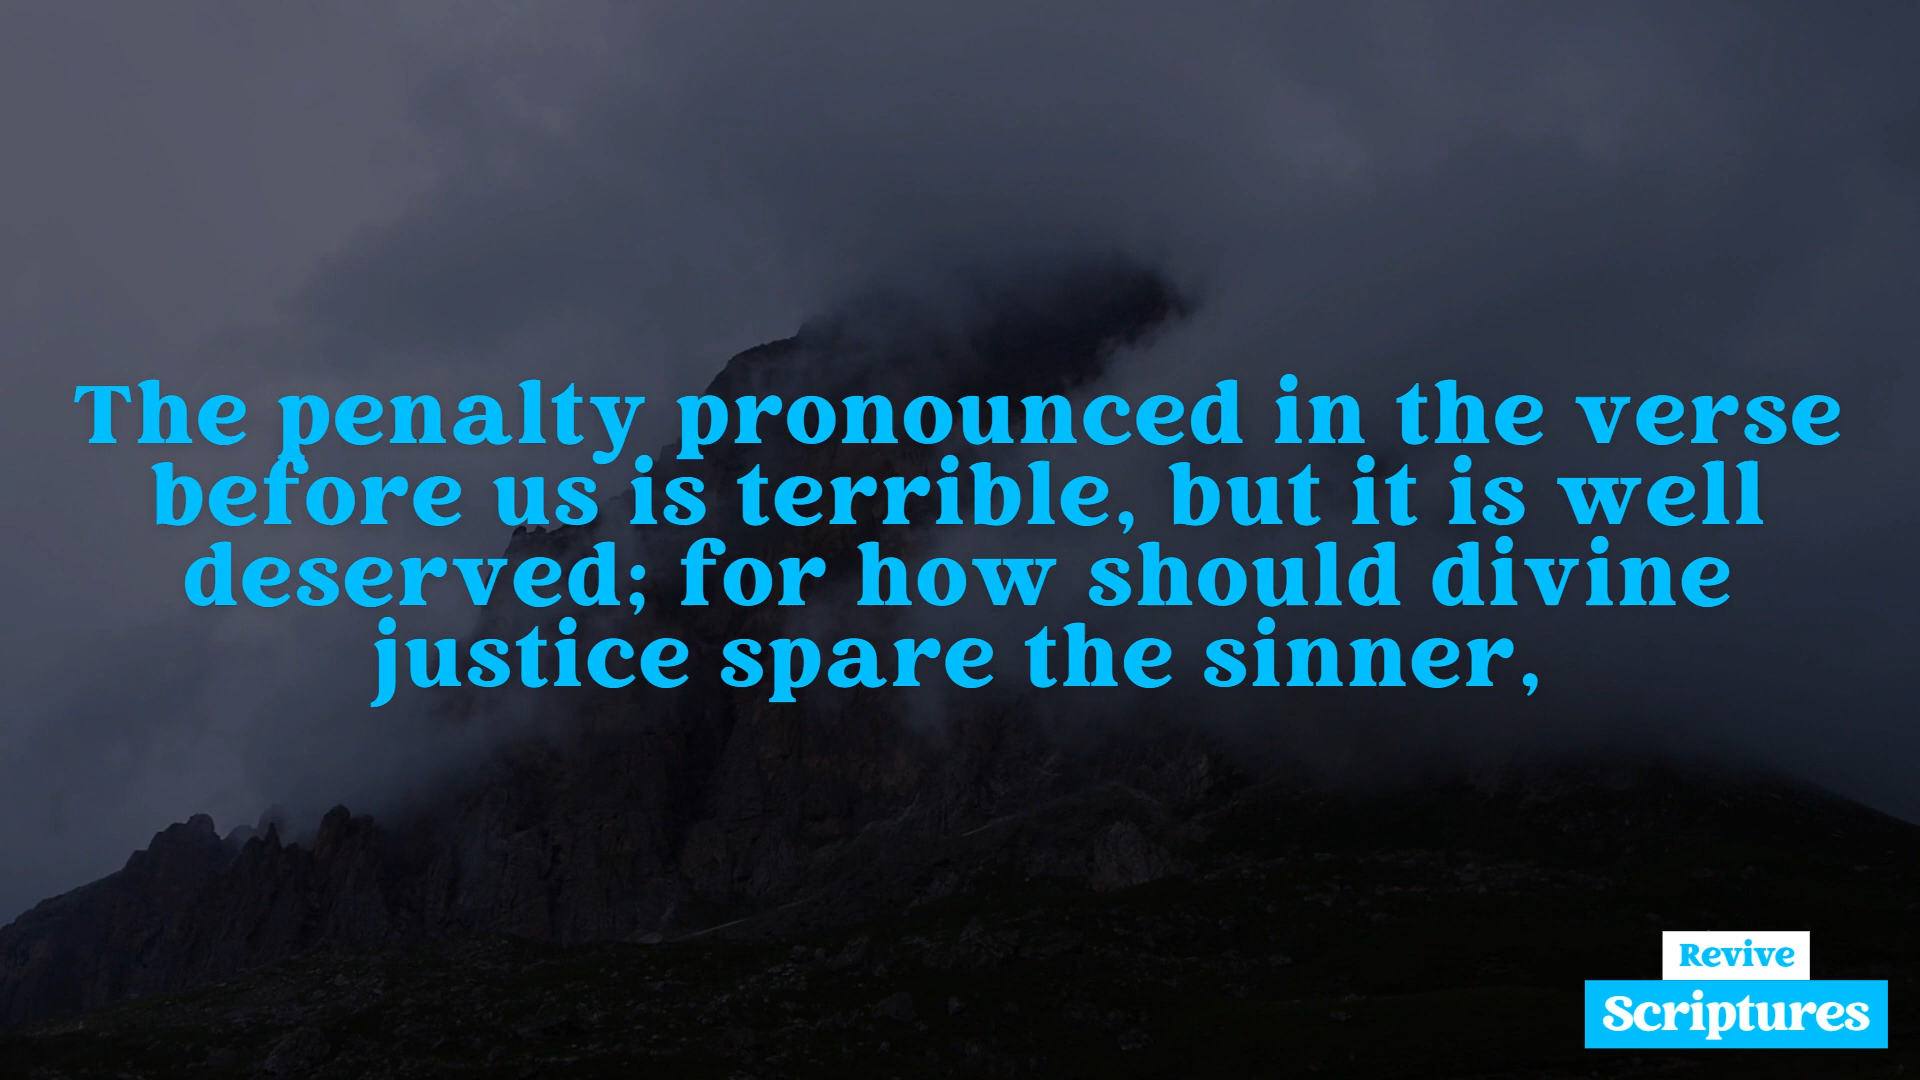 The penalty pronounced in the verse
before us is terrible, but it is well
deserved; for how should divine
justice spare the sinner,
Revive
Scriptures